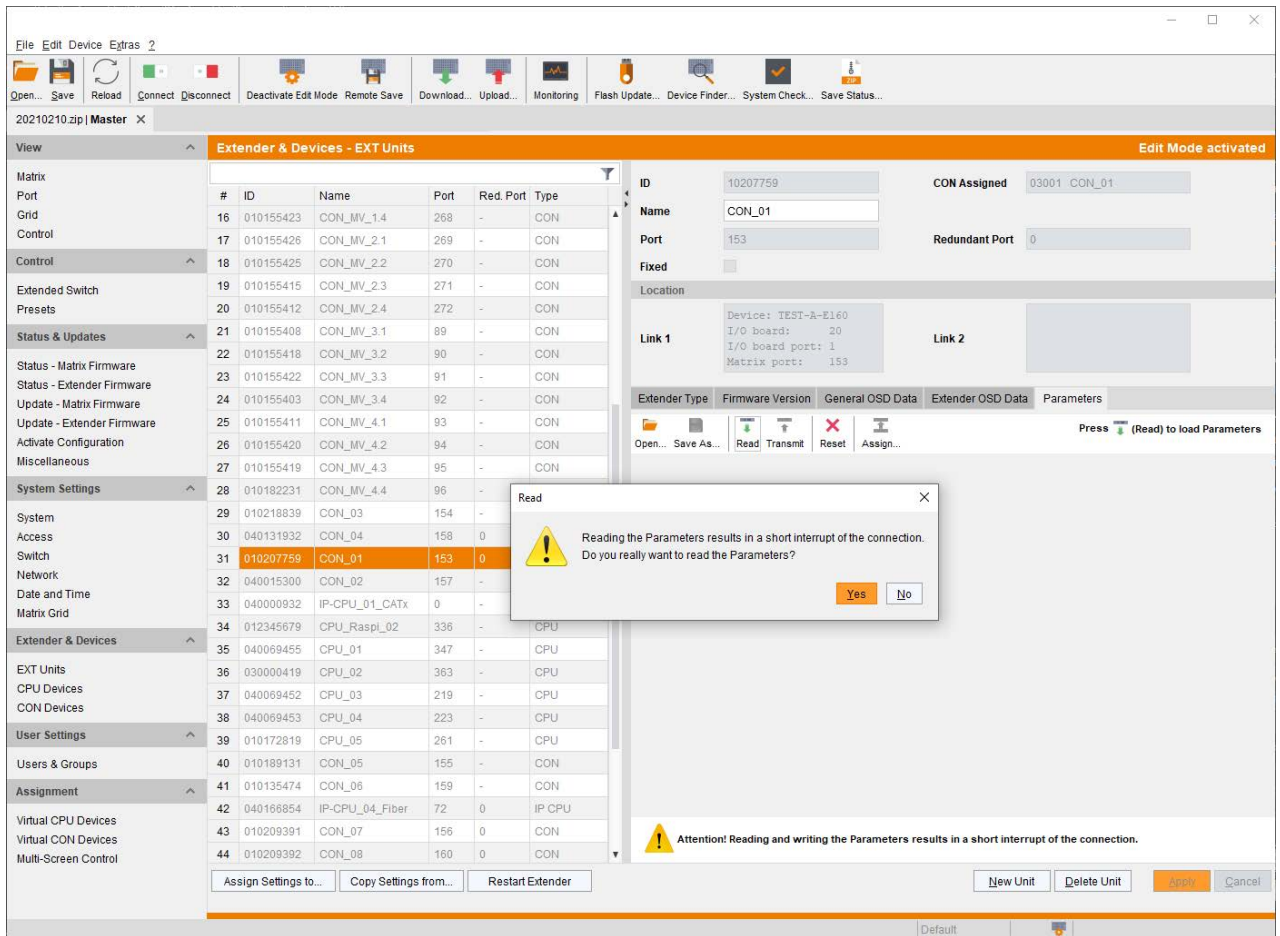 File Edit Device Extras ?
Open... Save Reload Connect Disconnect Deactivate Edit Mode Remote Save Download... Upload... Monitoring Flash Update... Device Finder... System Check... Save Status...
20210210.zip | Master X
View
Matrix
Port
Grid
Control
Control
Extended Switch
Presets
Status & Updates
Status - Matrix Firmware
Status - Extender Firmware
Update - Matrix Firmware
Update - Extender Firmware
Activate Configuration
Miscellaneous
System Settings
System
Access
Switch
Network
Date and Time
Matrix Grid
Extender & Devices
EXT Units
CPU Devices
CON Devices
User Settings
Users & Groups
Assignment
Virtual CPU Devices
Virtual CON Devices
Multi-Screen Control
Extender & Devices - EXT Units Edit Mode activated
# ID Name Port Red. Port Type
16 010155423 CON_MV_1.4 268 - CON
17 010155426 CON_MV_2.1 269 - CON
18 010155425 CON_MV_2.2 270 - CON
19 010155415 CON_MV_2.3 271 - CON
20 010155412 CON_MV_2.4 272 - CON
21 010155408 CON_MV_3.1 89 - CON
22 010155418 CON_MV_3.2 90 - CON
23 010155422 CON_MV_3.3 91 - CON
24 010155403 CON_MV_3.4 92 - CON
25 010155411 CON_MV_4.1 93 - CON
26 010155420 CON_MV_4.2 94 - CON
27 010155419 CON_MV_4.3 95 - CON
28 010182231 CON_MV_4.4 96 -
29 010218839 CON_03 154 -
30 040131932 CON_04 158 0
31 010207759 CON_01 153 0
32 040015300 CON_02 157 -
33 040000932 IP-CPU_01_CATx 0 -
34 012345679 CPU_Raspi_02 336 - CPU
35 040069455 CPU_01 347 - CPU
36 030000419 CPU_02 363 - CPU
37 040069452 CPU_03 219 - CPU
38 040069453 CPU_04 223 - CPU
39 010172819 CPU_05 261 - CPU
40 010189131 CON_05 155 - CON
41 010135474 CON_06 159 - CON
42 040166854 IP-CPU_04_Fiber 72 0 IP CPU
43 010209391 CON_07 156 0 CON
44 010209392 CON_08 160 0 CON
Assign Settings to... Copy Settings from... Restart Extender
ID 10207759 CON Assigned 03001 CON_01
Name CON_01
Port 153 Redundant Port 0
Fixed
Location
Link 1
Device: TEST-A-E160
I/O board: 20
I/O board port: 1
Matrix port: 153
Link 2
Extender Type Firmware Version General OSD Data Extender OSD Data Parameters
Open... Save As... Read Transmit Reset Assign...
Press (Read) to load Parameters
Read
Reading the Parameters results in a short interrupt of the connection.
Do you really want to read the Parameters?
Yes No
Attention! Reading and writing the Parameters results in a short interrupt of the connection.
New Unit Delete Unit Apply Cancel
Default